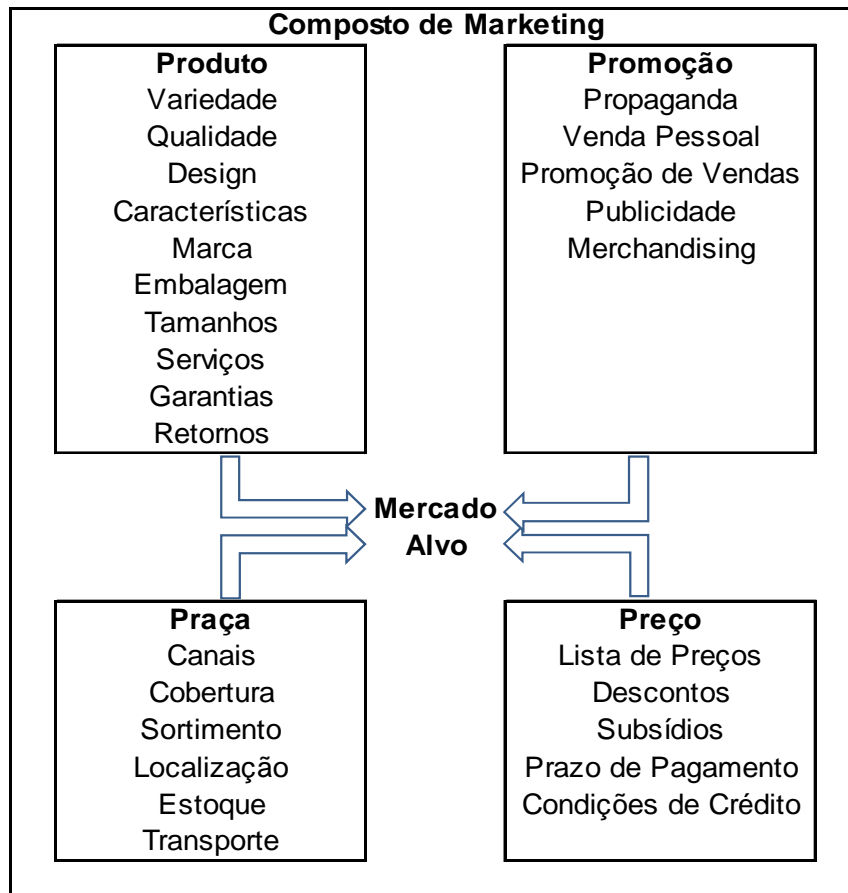 Composto de Marketing
Produto
Variedade
Qualidade
Design
Características
Marca
Embalagem
Tamanhos
Serviços
Garantias
Retornos
Promoção
Propaganda
Venda Pessoal
Promoção de Vendas
Publicidade
Merchandising
Mercado
Alvo
Praça
Canais
Cobertura
Sortimento
Localização
Estoque
Transporte
Preço
Lista de Preços
Descontos
Subsídios
Prazo de Pagamento
Condições de Crédito